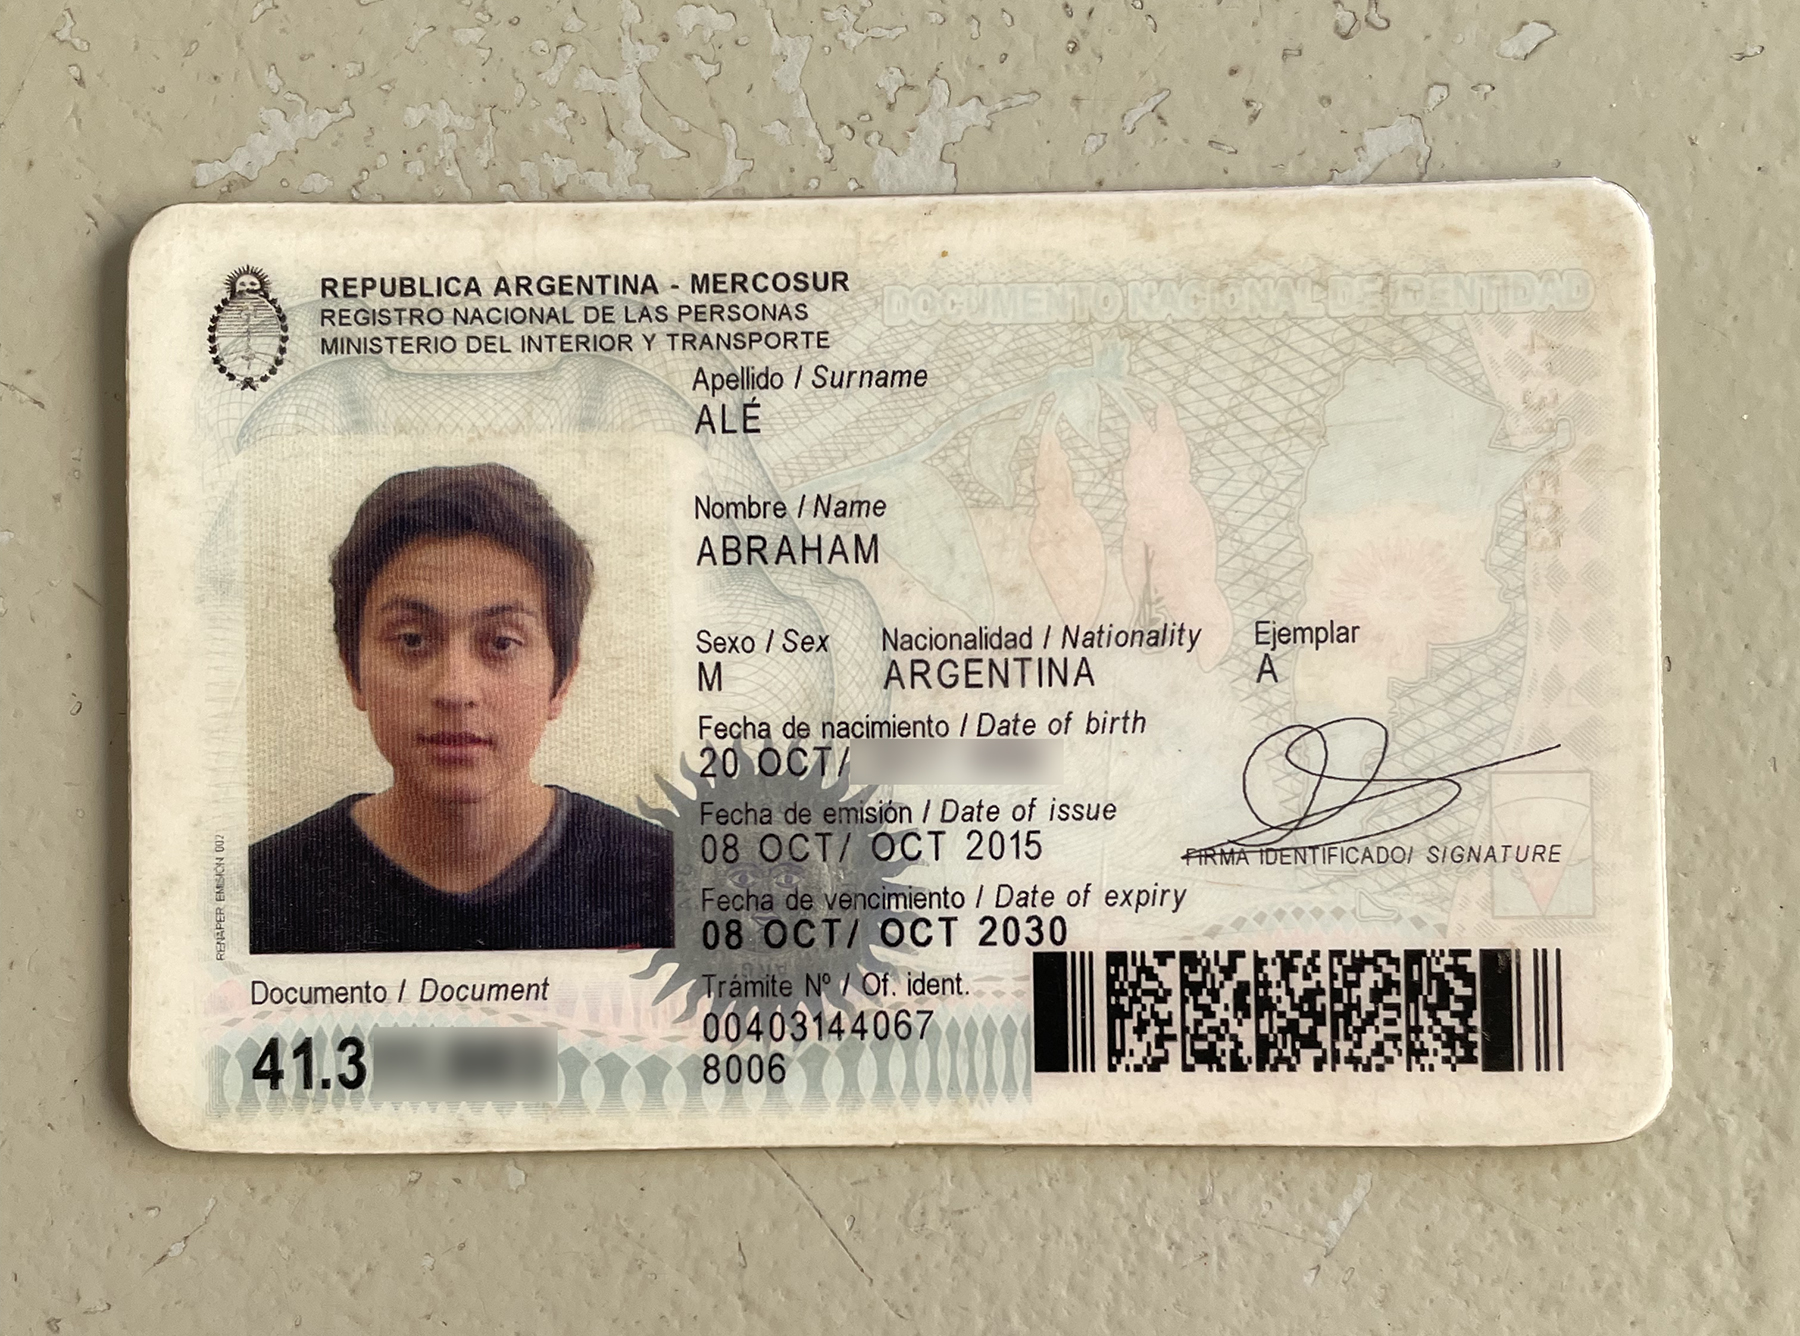 REPUBLICA ARGENTINA - MERCOSUR
REGISTRO NACIONAL DE LAS PERSONAS
MINISTERIO DEL INTERIOR Y TRANSPORTE
DOCUMENTO NACIONAL DE IDENTIDAD
Apellido / Surname
ALÉ
Nombre / Name
ABRAHAM
Sexo / Sex Nacionalidad / Nationality Ejemplar
M ARGENTINA A
Fecha de nacimiento / Date of birth
20 OCT/
Fecha de emisión / Date of issue
08 OCT/ OCT 2015
FIRMA IDENTIFICADO/ SIGNATURE
Fecha de vencimiento / Date of expiry
08 OCT/ OCT 2030
RENAPER EMISION 002
Documento / Document
41.3
Trámite Nº / Of. ident.
00403144067
8006